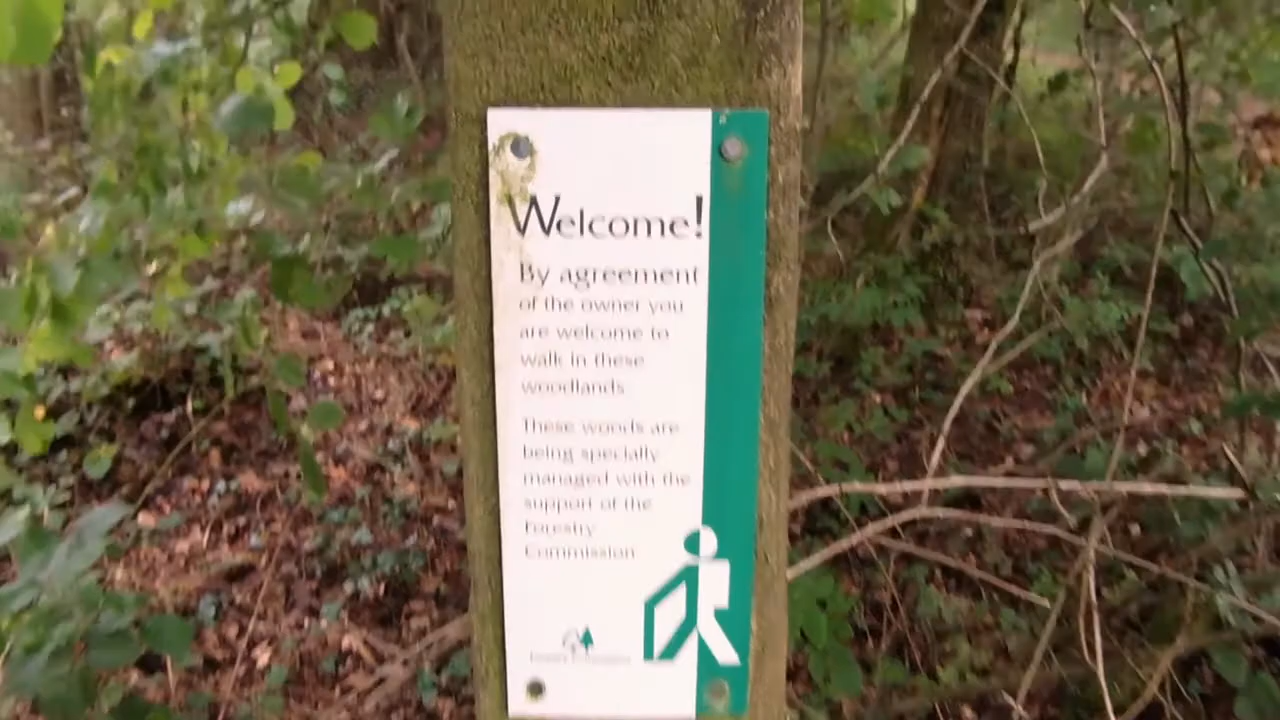 Welcome!
By agreement
of the owner you
are welcome to
walk in these
woodlands
These woods are
being specially
managed with the
support of the
Forestry
Commission